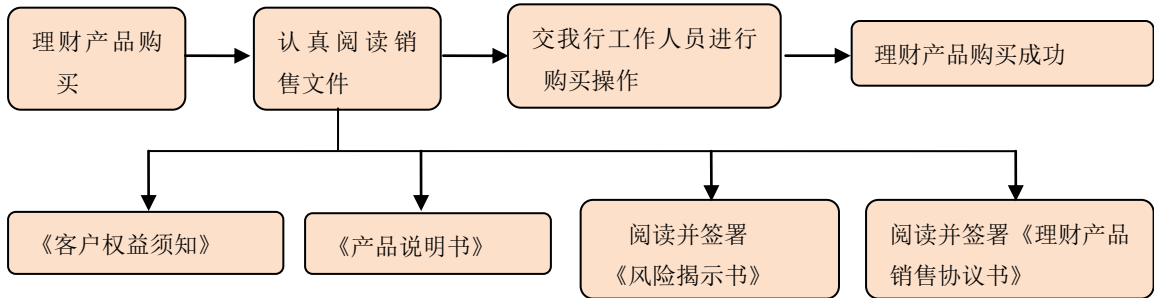 理财产品购
买
认真阅读销
售文件
交我行工作人员进行
购买操作
理财产品购买成功
《客户权益须知》
《产品说明书》
阅读并签署
《风险揭示书》
阅读并签署《理财产品
销售协议书》